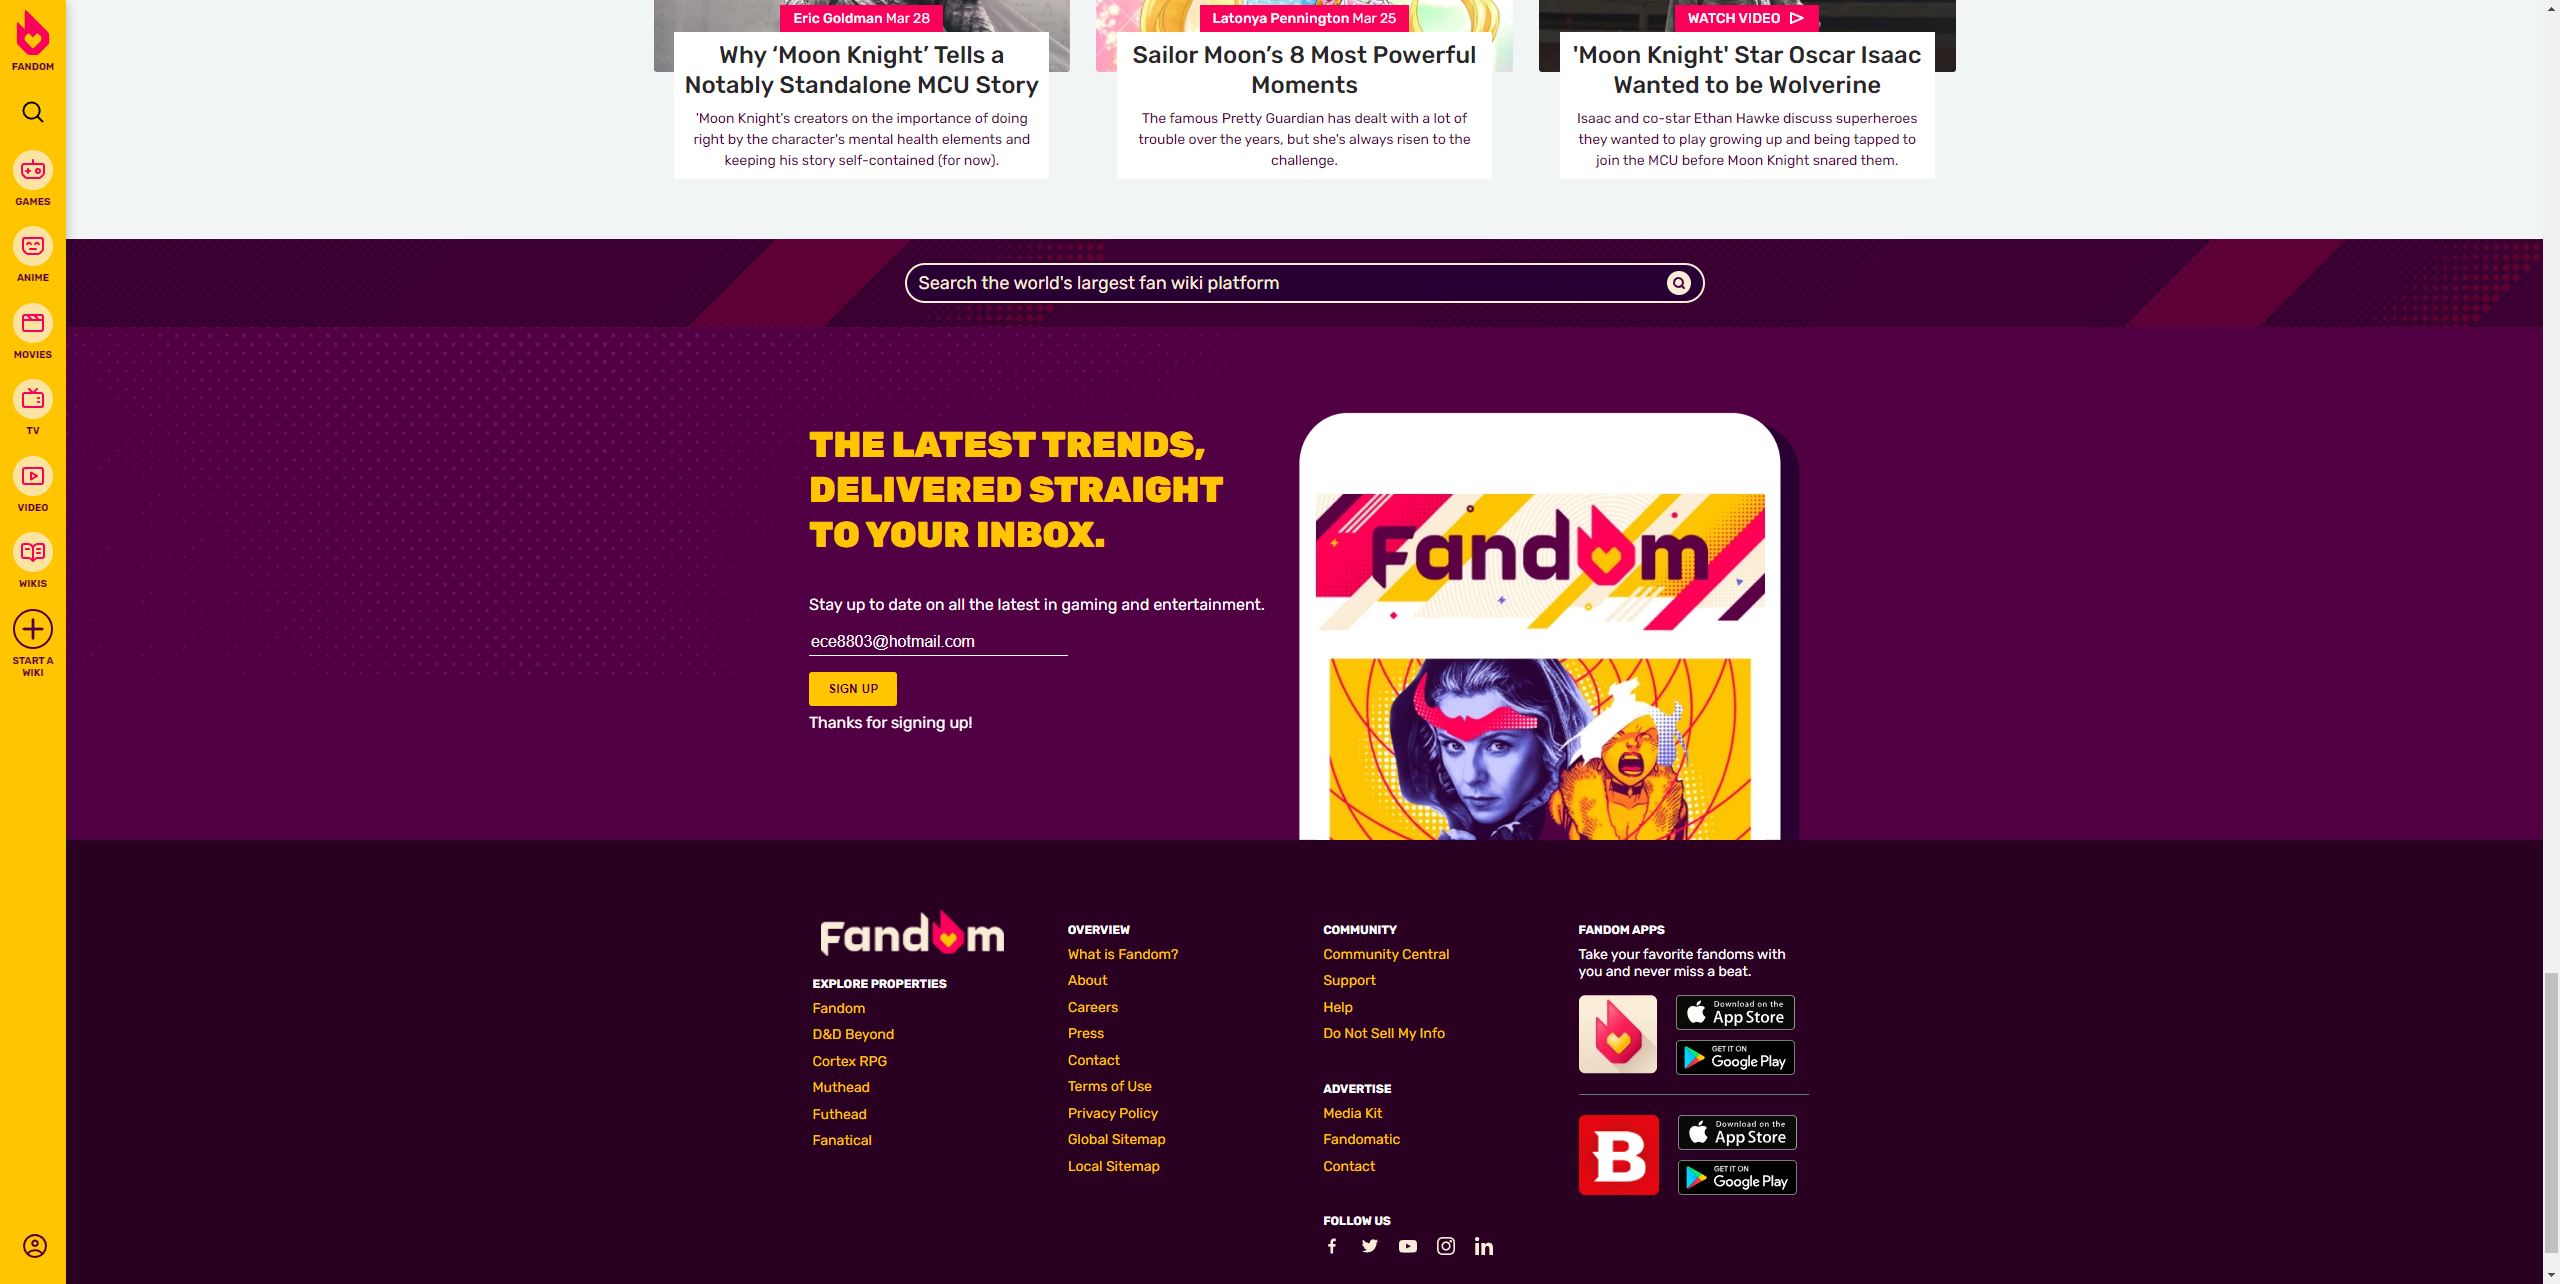 FANDOM
GAMES
ANIME
MOVIES
TV
VIDEO
WIKIS
START A
WIKI
Eric Goldman Mar 28
Why ‘Moon Knight’ Tells a
Notably Standalone MCU Story
'Moon Knight's creators on the importance of doing
right by the character's mental health elements and
keeping his story self-contained (for now).
Latonya Pennington Mar 25
Sailor Moon’s 8 Most Powerful
Moments
The famous Pretty Guardian has dealt with a lot of
trouble over the years, but she's always risen to the
challenge.
WATCH VIDEO
'Moon Knight' Star Oscar Isaac
Wanted to be Wolverine
Isaac and co-star Ethan Hawke discuss superheroes
they wanted to play growing up and being tapped to
join the MCU before Moon Knight snared them.
Search the world's largest fan wiki platform
THE LATEST TRENDS,
DELIVERED STRAIGHT
TO YOUR INBOX.
Stay up to date on all the latest in gaming and entertainment.
ece8803@hotmail.com
SIGN UP
Thanks for signing up!
Fandom
Fandom
EXPLORE PROPERTIES
Fandom
D&D Beyond
Cortex RPG
Muthead
Futhead
Fanatical
OVERVIEW
What is Fandom?
About
Careers
Press
Contact
Terms of Use
Privacy Policy
Global Sitemap
Local Sitemap
COMMUNITY
Community Central
Support
Help
Do Not Sell My Info
ADVERTISE
Media Kit
Fandomatic
Contact
FOLLOW US
FANDOM APPS
Take your favorite fandoms with
you and never miss a beat.
Download on the
App Store
GET IT ON
Google Play
B
Download on the
App Store
GET IT ON
Google Play